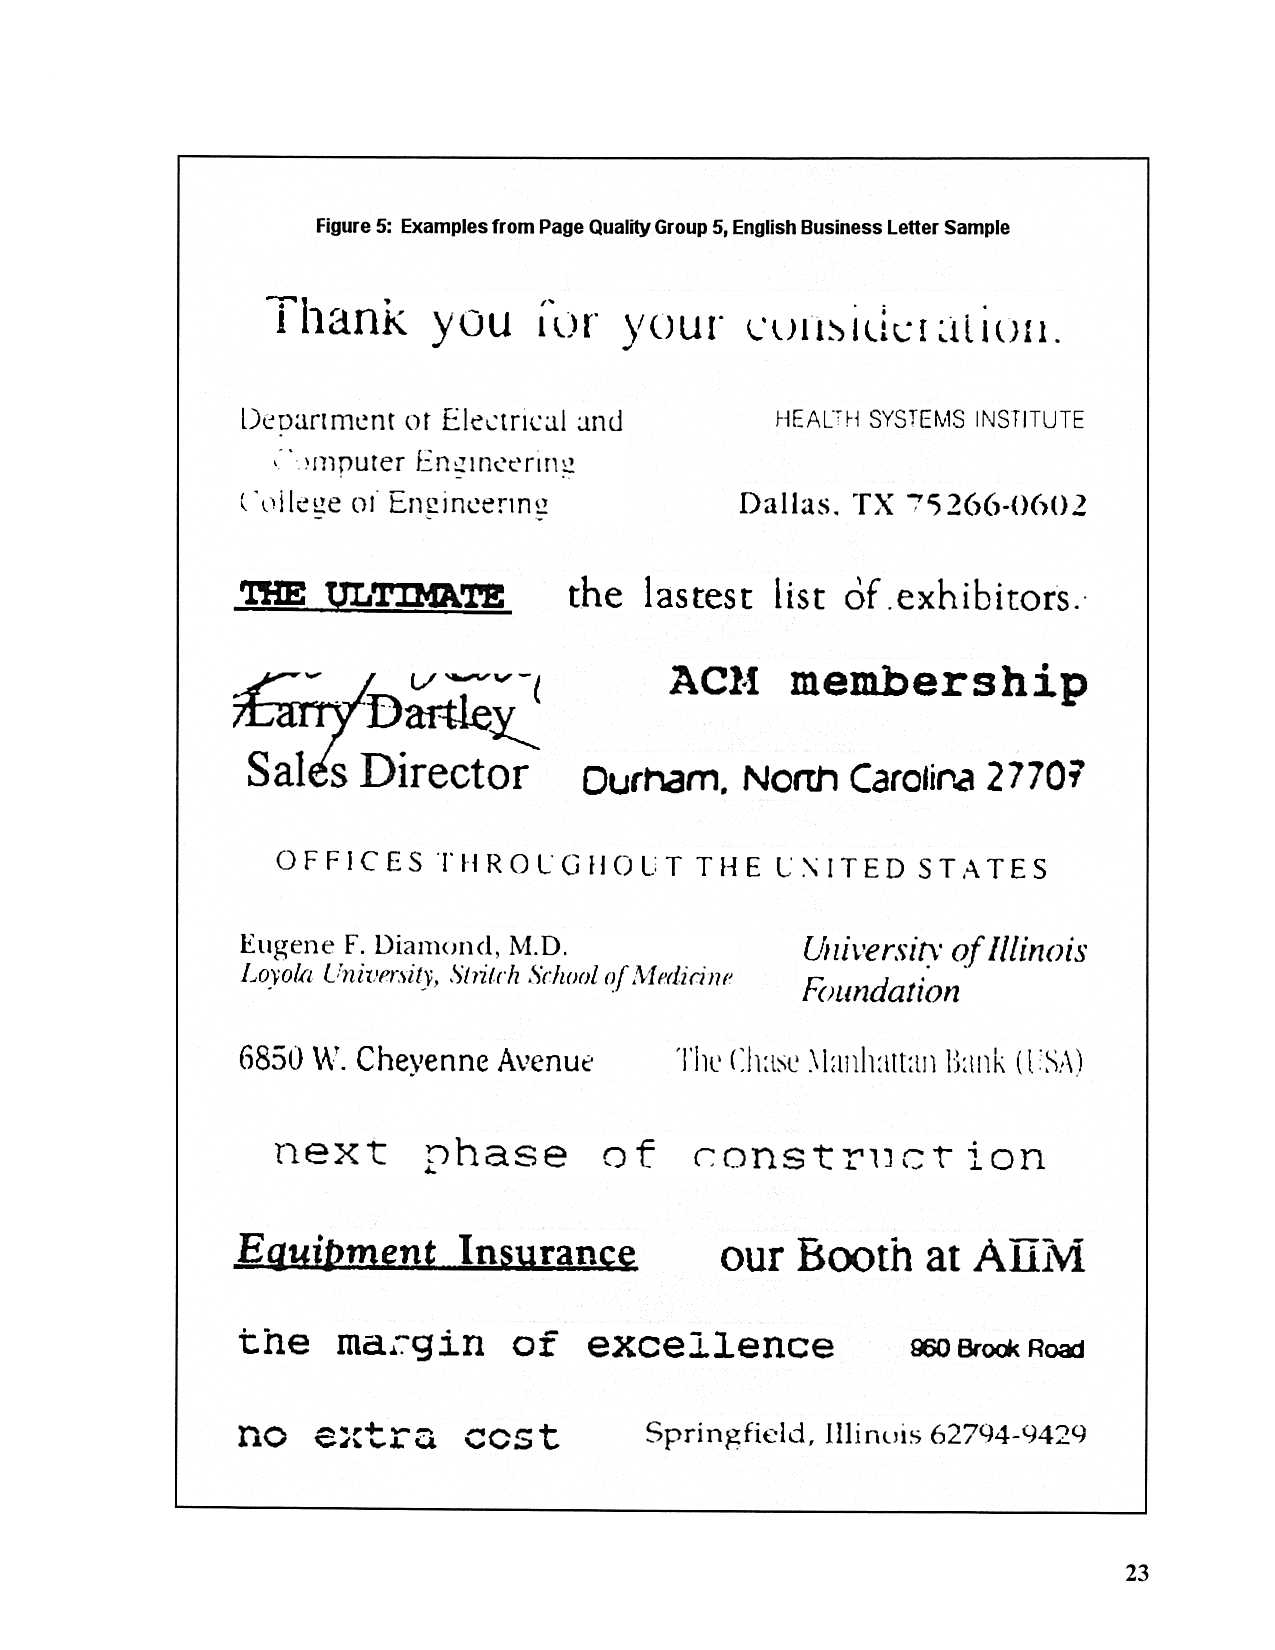 Figure 5: Examples from Page Quality Group 5, English Business Letter Sample
Thank you for your consideration.
Department of Electrical and
Computer Engineering
College of Engineering
HEALTH SYSTEMS INSTITUTE
Dallas, TX 75266-0602
THE ULTIMATE
the lastest list of exhibitors.
Larry Dartley
Sales Director
ACM membership
Durham, North Carolina 27707
OFFICES THROUGHOUT THE UNITED STATES
Eugene F. Diamond, M.D.
Loyola University, Stritch School of Medicine
University of Illinois
Foundation
6850 W. Cheyenne Avenue
The Chase Manhattan Bank (USA)
next phase of construction
Equipment Insurance
our Booth at AIIM
the margin of excellence
960 Brook Road
no extra cost
Springfield, Illinois 62794-9429
23